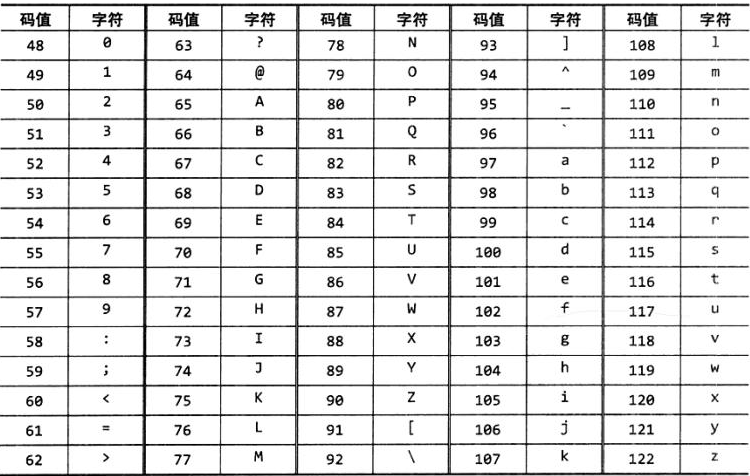 码值 字符 码值 字符 码值 字符 码值 字符 码值 字符
48 0 63 ? 78 N 93 ] 108 l
49 1 64 @ 79 O 94 ^ 109 m
50 2 65 A 80 P 95 _ 110 n
51 3 66 B 81 Q 96 ` 111 o
52 4 67 C 82 R 97 a 112 p
53 5 68 D 83 S 98 b 113 q
54 6 69 E 84 T 99 c 114 r
55 7 70 F 85 U 100 d 115 s
56 8 71 G 86 V 101 e 116 t
57 9 72 H 87 W 102 f 117 u
58 : 73 I 88 X 103 g 118 v
59 ; 74 J 89 Y 104 h 119 w
60 < 75 K 90 Z 105 i 120 x
61 = 76 L 91 [ 106 j 121 y
62 > 77 M 92 \ 107 k 122 z